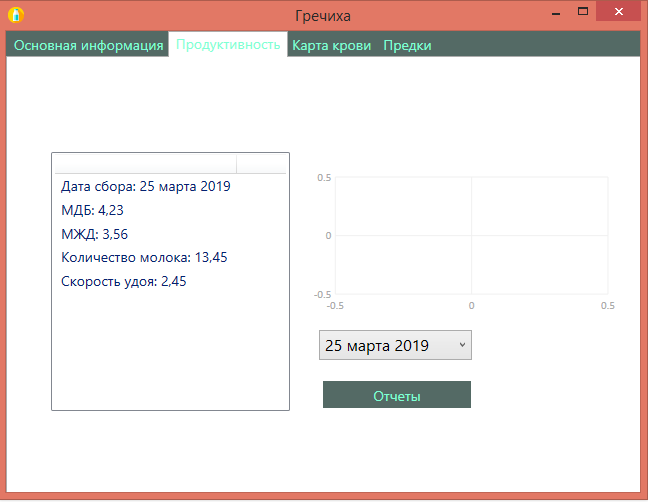 Гречиха
Основная информация Продуктивность Карта крови Предки
Дата сбора: 25 марта 2019
МДБ: 4,23
МЖД: 3,56
Количество молока: 13,45
Скорость удоя: 2,45
0.5
0
-0.5
-0.5 0 0.5
25 марта 2019
Отчеты